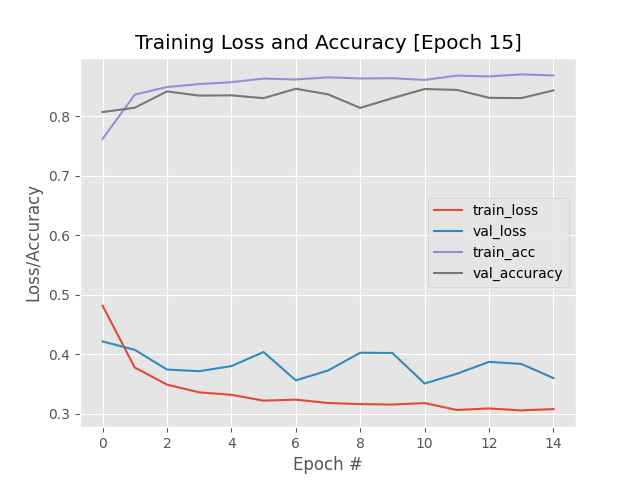 Training Loss and Accuracy [Epoch 15]
Loss/Accuracy
0.8
0.7
0.6
0.5
0.4
0.3
train_loss
val_loss
train_acc
val_accuracy
0 2 4 6 8 10 12 14
Epoch #